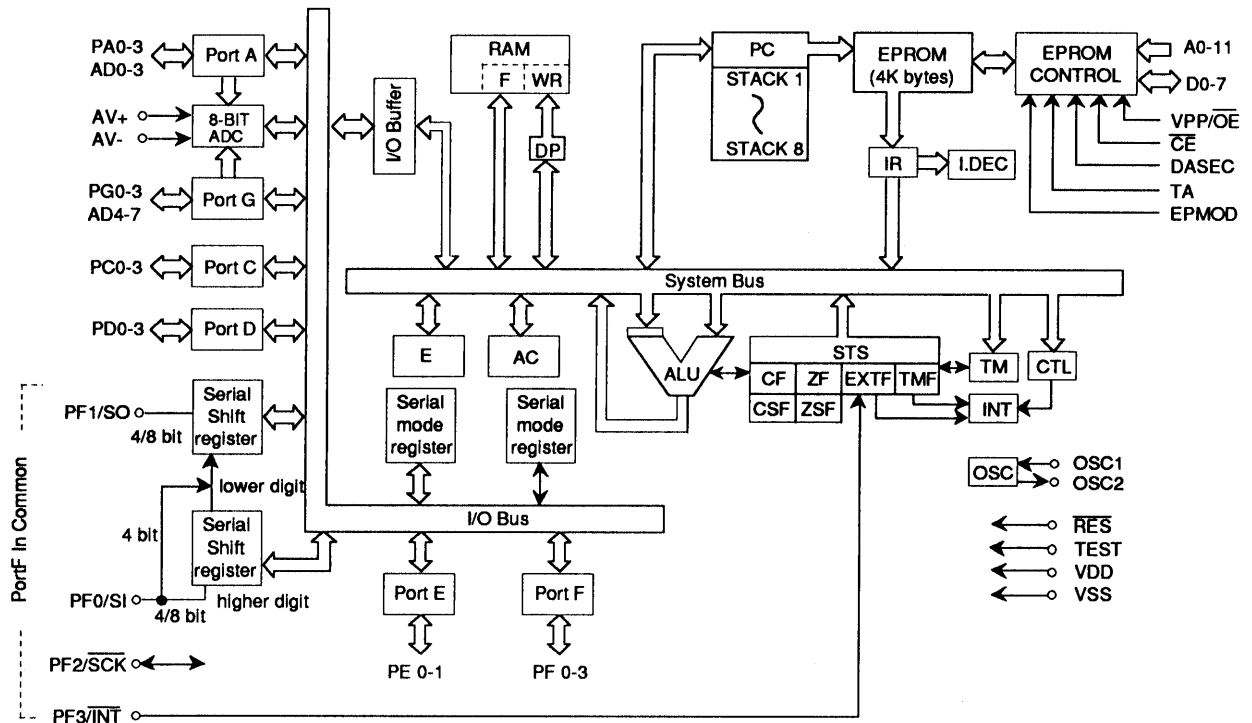 PA0-3
AD0-3
Port A
AV+
AV-
8-BIT
ADC
PG0-3
AD4-7
Port G
PC0-3
Port C
PD0-3
Port D
I/O Buffer
RAM
F
WR
DP
PC
STACK 1
STACK 8
EPROM
(4K bytes)
EPROM
CONTROL
A0-11
D0-7
VPP/O̅E̅
C̅E̅
DASEC
TA
EPMOD
IR
I.DEC
System Bus
E
AC
ALU
STS
CF
ZF
EXTF
TMF
CSF
ZSF
TM
CTL
INT
PortF In Common
PF1/SO
4/8 bit
Serial
Shift
register
lower digit
4 bit
Serial
Shift
register
higher digit
PF0/SI
4/8 bit
Serial
mode
register
Serial
mode
register
I/O Bus
Port E
Port F
PE 0-1
PF 0-3
PF2/S̅C̅K̅
PF3/I̅N̅T̅
OSC
OSC1
OSC2
R̅E̅S̅
TEST
VDD
VSS